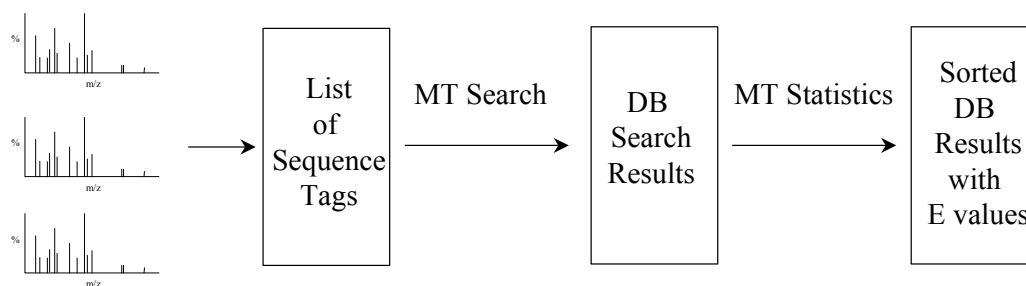 %
m/z
%
m/z
%
m/z
List
of
Sequence
Tags
MT Search
DB
Search
Results
MT Statistics
Sorted
DB
Results
with
E values